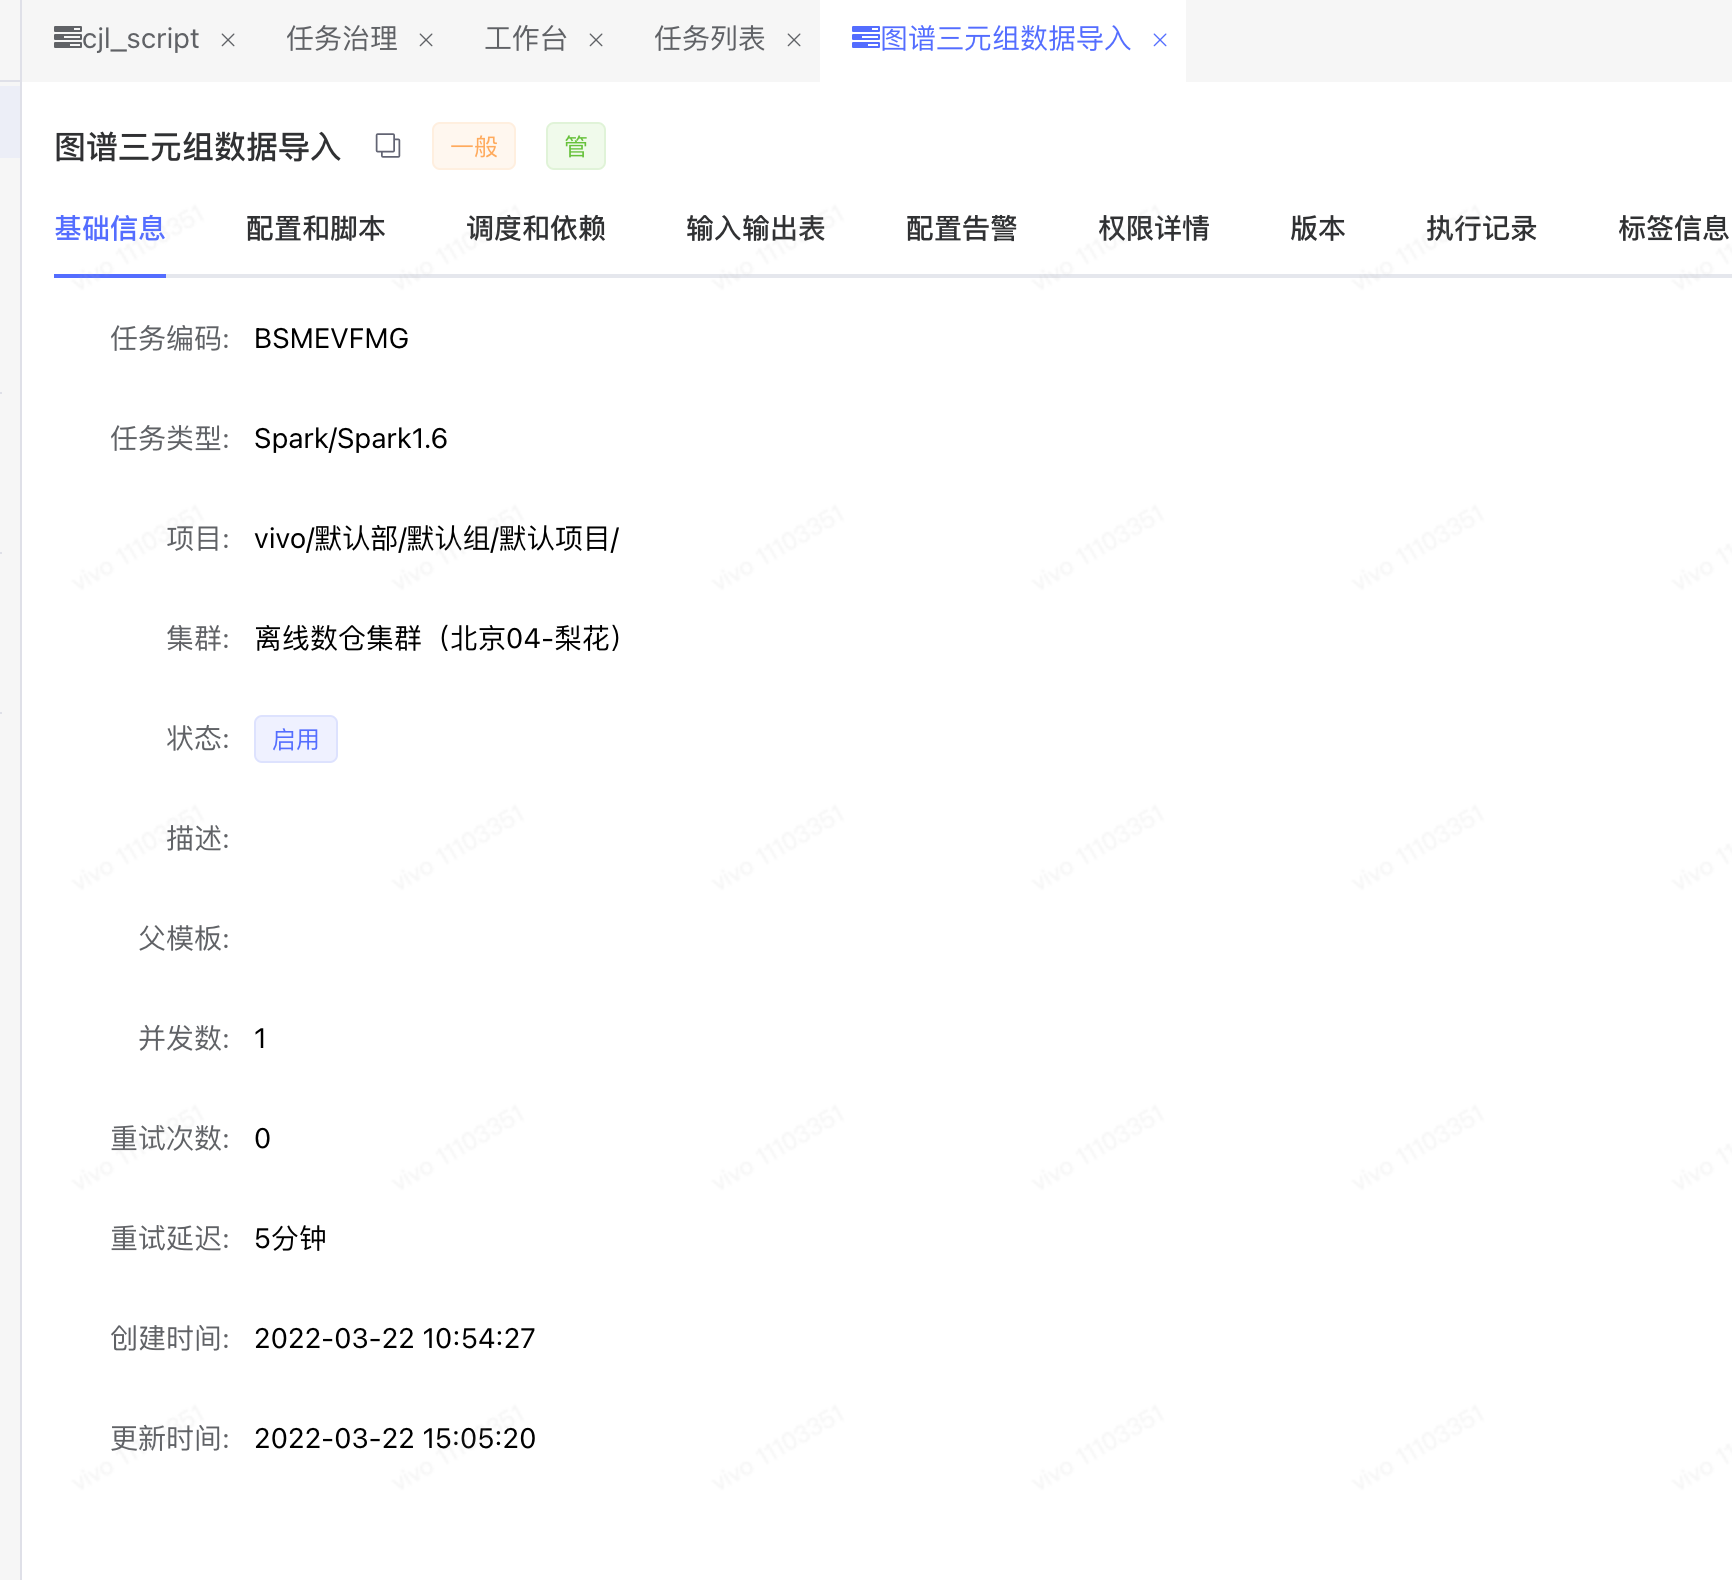 cjl_script 任务治理 工作台 任务列表 图谱三元组数据导入
图谱三元组数据导入 一般 管
基础信息 配置和脚本 调度和依赖 输入输出表 配置告警 权限详情 版本 执行记录 标签信息
任务编码: BSMEVFMG
任务类型: Spark/Spark1.6
项目: vivo/默认部/默认组/默认项目/
集群: 离线数仓集群（北京04-梨花）
状态: 启用
描述:
父模板:
并发数: 1
重试次数: 0
重试延迟: 5分钟
创建时间: 2022-03-22 10:54:27
更新时间: 2022-03-22 15:05:20
vivo 11103351